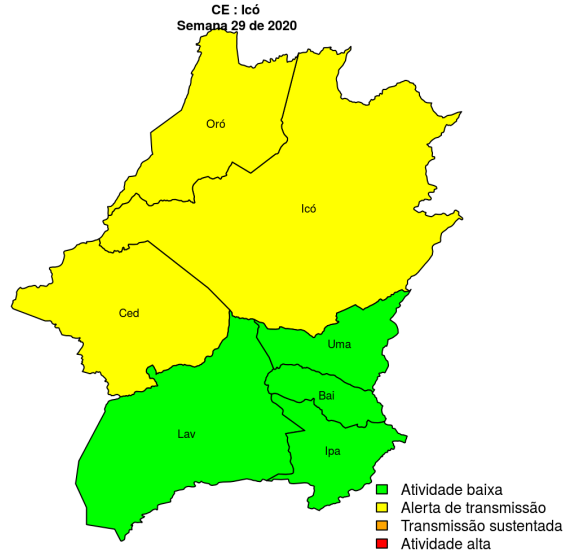 CE : Icó
Semana 29 de 2020
Oró
Icó
Ced
Uma
Bai
Lav
Ipa
Atividade baixa
Alerta de transmissão
Transmissão sustentada
Atividade alta